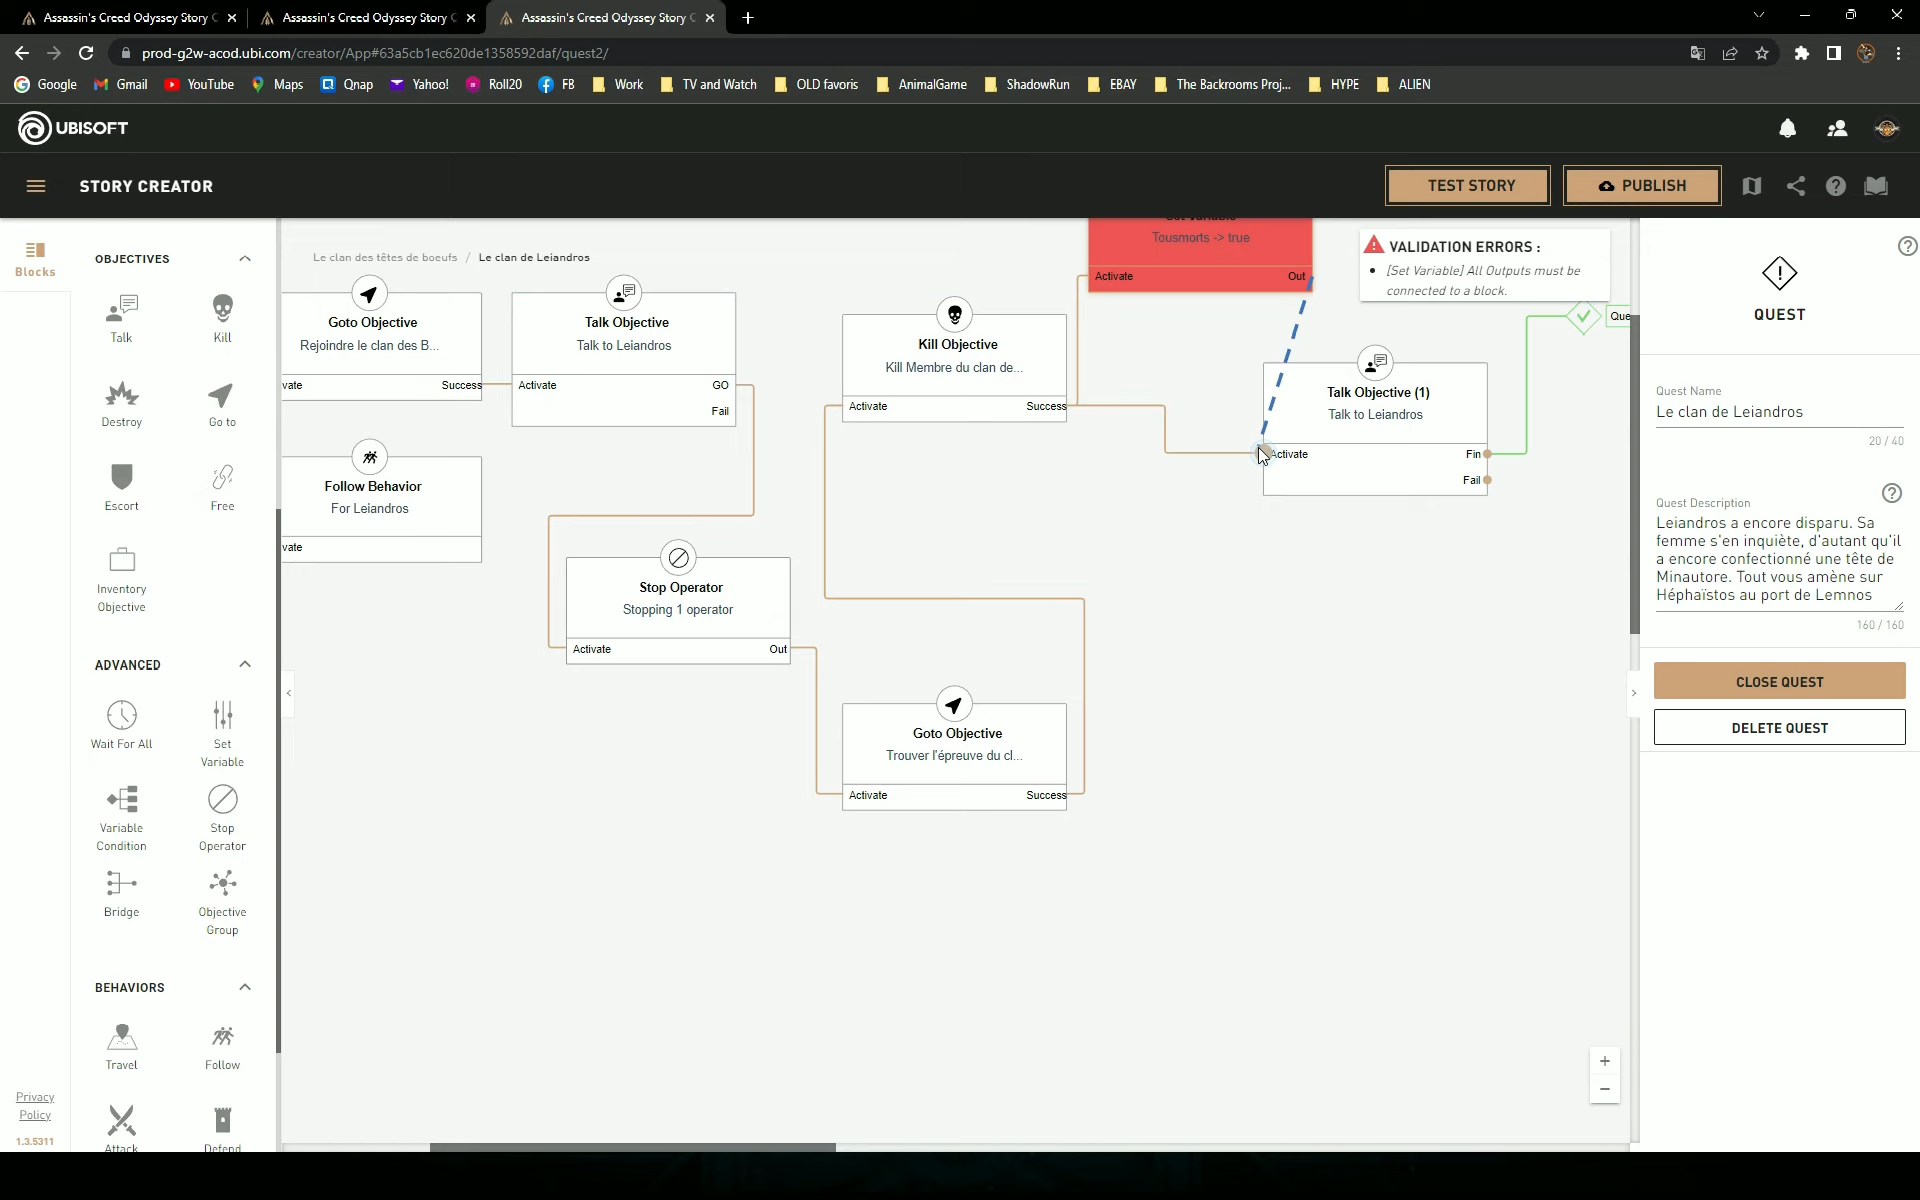 Assassin's Creed Odyssey Story C
Assassin's Creed Odyssey Story C
Assassin's Creed Odyssey Story C
prod-g2w-acod.ubi.com/creator/App#63a5cb1ec620de1358592daf/quest2/
Google
Gmail
YouTube
Maps
Qnap
Yahoo!
Roll20
FB
Work
TV and Watch
OLD favoris
AnimalGame
ShadowRun
EBAY
The Backrooms Proj...
HYPE
ALIEN
UBISOFT
STORY CREATOR
TEST STORY
PUBLISH
Blocks
OBJECTIVES
Talk
Kill
Destroy
Go to
Escort
Free
Inventory
Objective
ADVANCED
Wait For All
Set
Variable
Variable
Condition
Stop
Operator
Bridge
Objective
Group
BEHAVIORS
Travel
Follow
Attack
Defend
Privacy
Policy
1.3.5311
Le clan des têtes de boeufs / Le clan de Leiandros
Goto Objective
Rejoindre le clan des B...
vate
Success
Talk Objective
Talk to Leiandros
Activate
GO
Fail
Follow Behavior
For Leiandros
vate
Stop Operator
Stopping 1 operator
Activate
Out
Kill Objective
Kill Membre du clan de...
Activate
Success
Goto Objective
Trouver l'épreuve du cl...
Activate
Success
Set Variable
Tousmorts -> true
Activate
Out
VALIDATION ERRORS :
• [Set Variable] All Outputs must be
connected to a block.
Que
Talk Objective (1)
Talk to Leiandros
Activate
Fin
Fail
QUEST
Quest Name
Le clan de Leiandros
20 / 40
Quest Description
Leiandros a encore disparu. Sa
femme s'en inquiète, d'autant qu'il
a encore confectionné une tête de
Minautore. Tout vous amène sur
Héphaïstos au port de Lemnos
160 / 160
CLOSE QUEST
DELETE QUEST